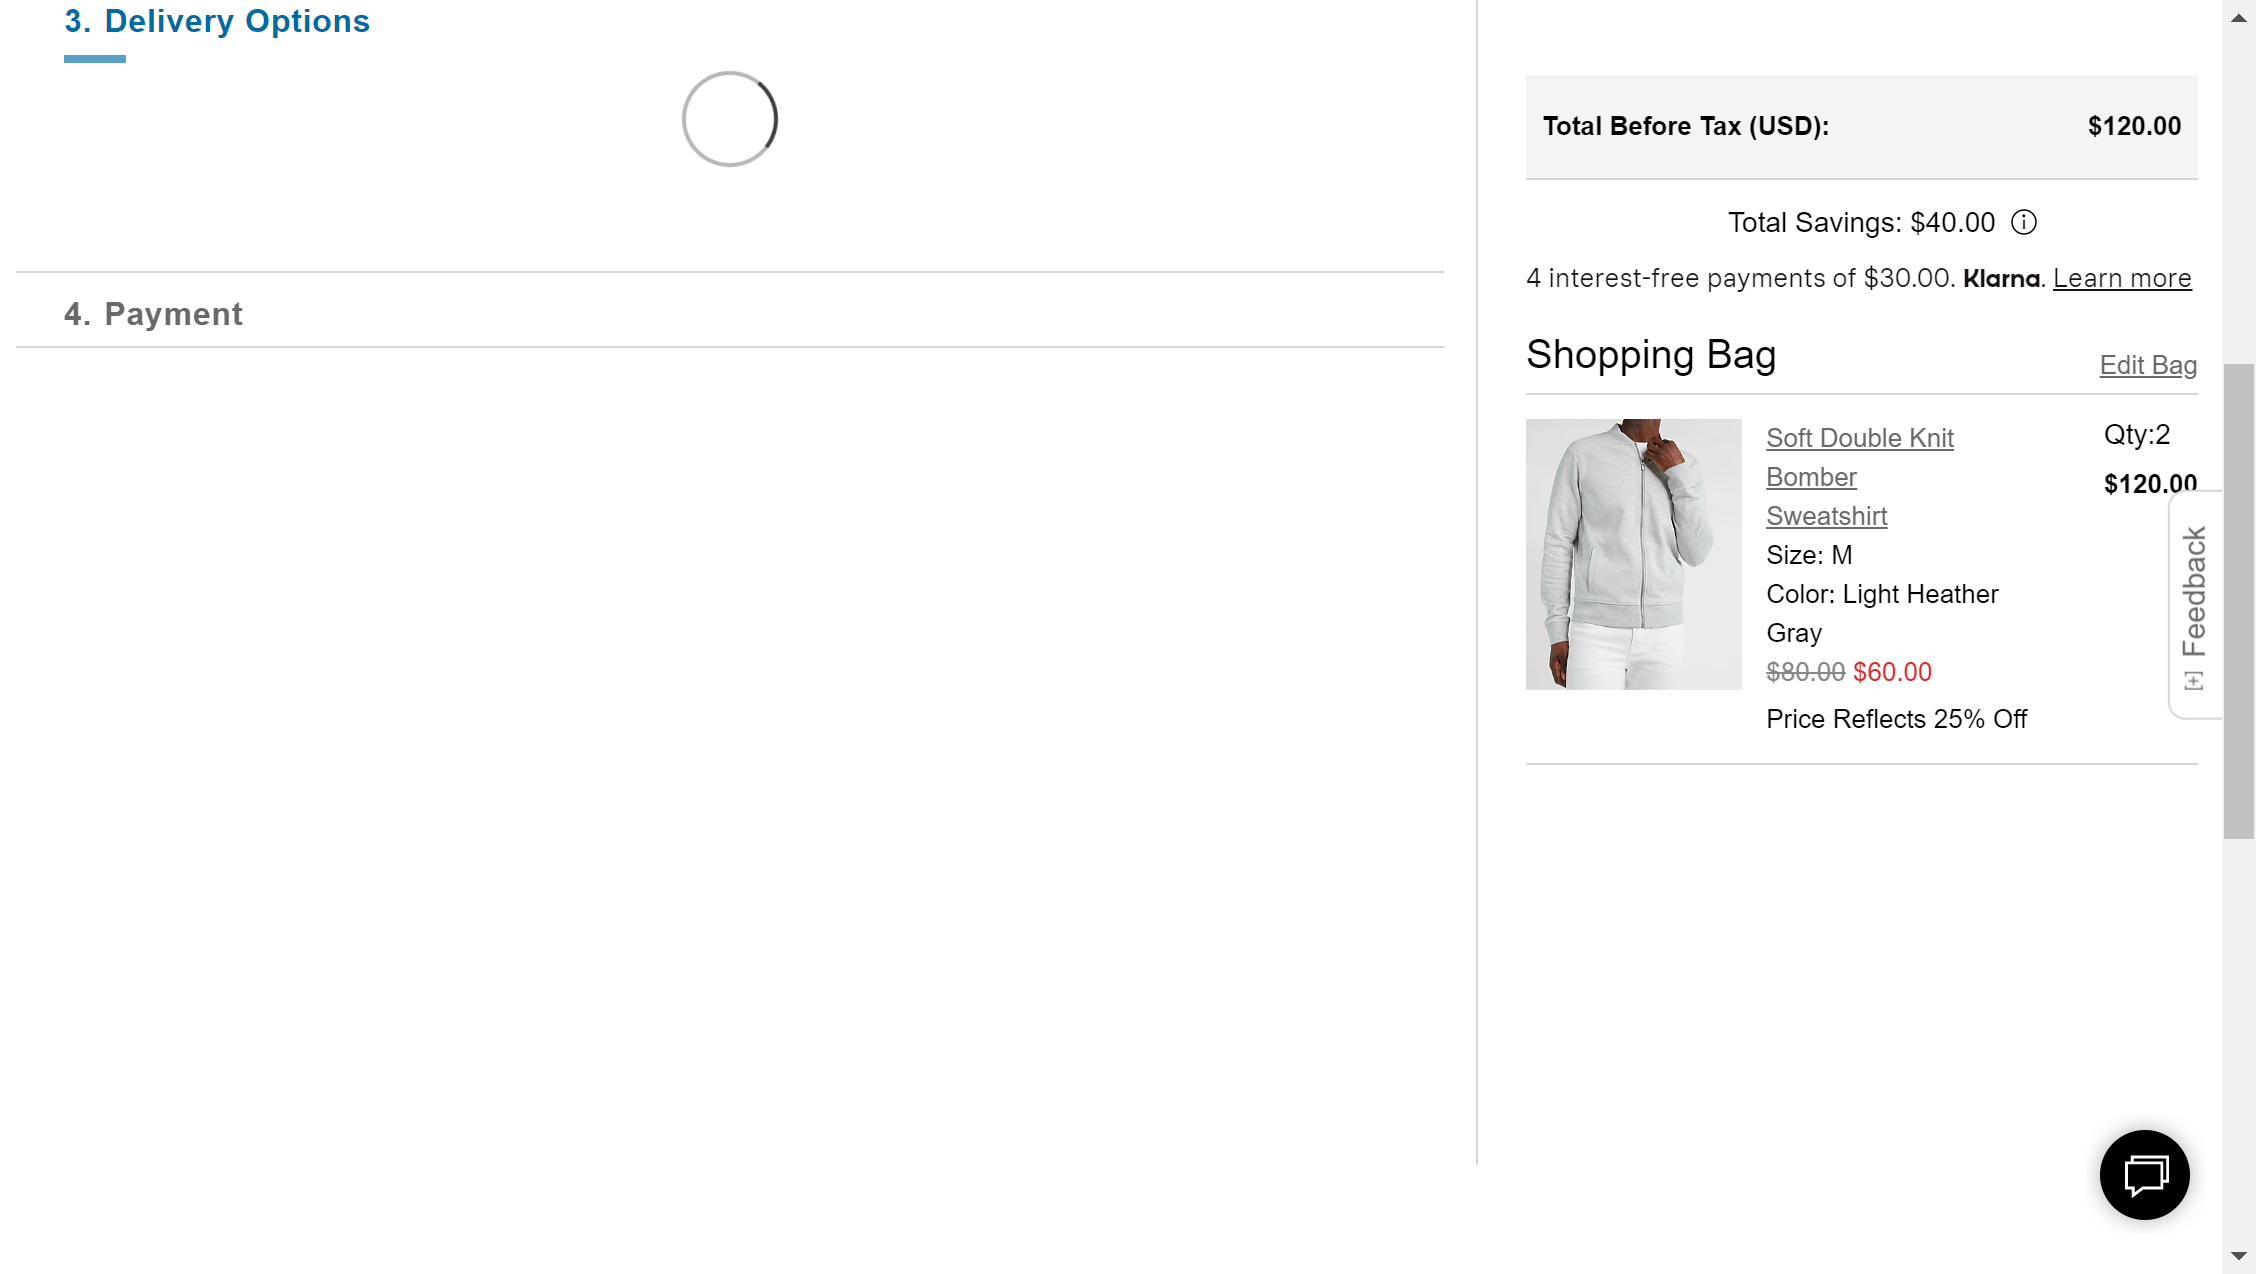 3. Delivery Options
4. Payment
Total Before Tax (USD): $120.00
Total Savings: $40.00
4 interest-free payments of $30.00. Klarna. Learn more
Shopping Bag
Edit Bag
Soft Double Knit
Bomber
Sweatshirt
Size: M
Color: Light Heather
Gray
$80.00 $60.00
Price Reflects 25% Off
Qty:2
$120.00
[+] Feedback